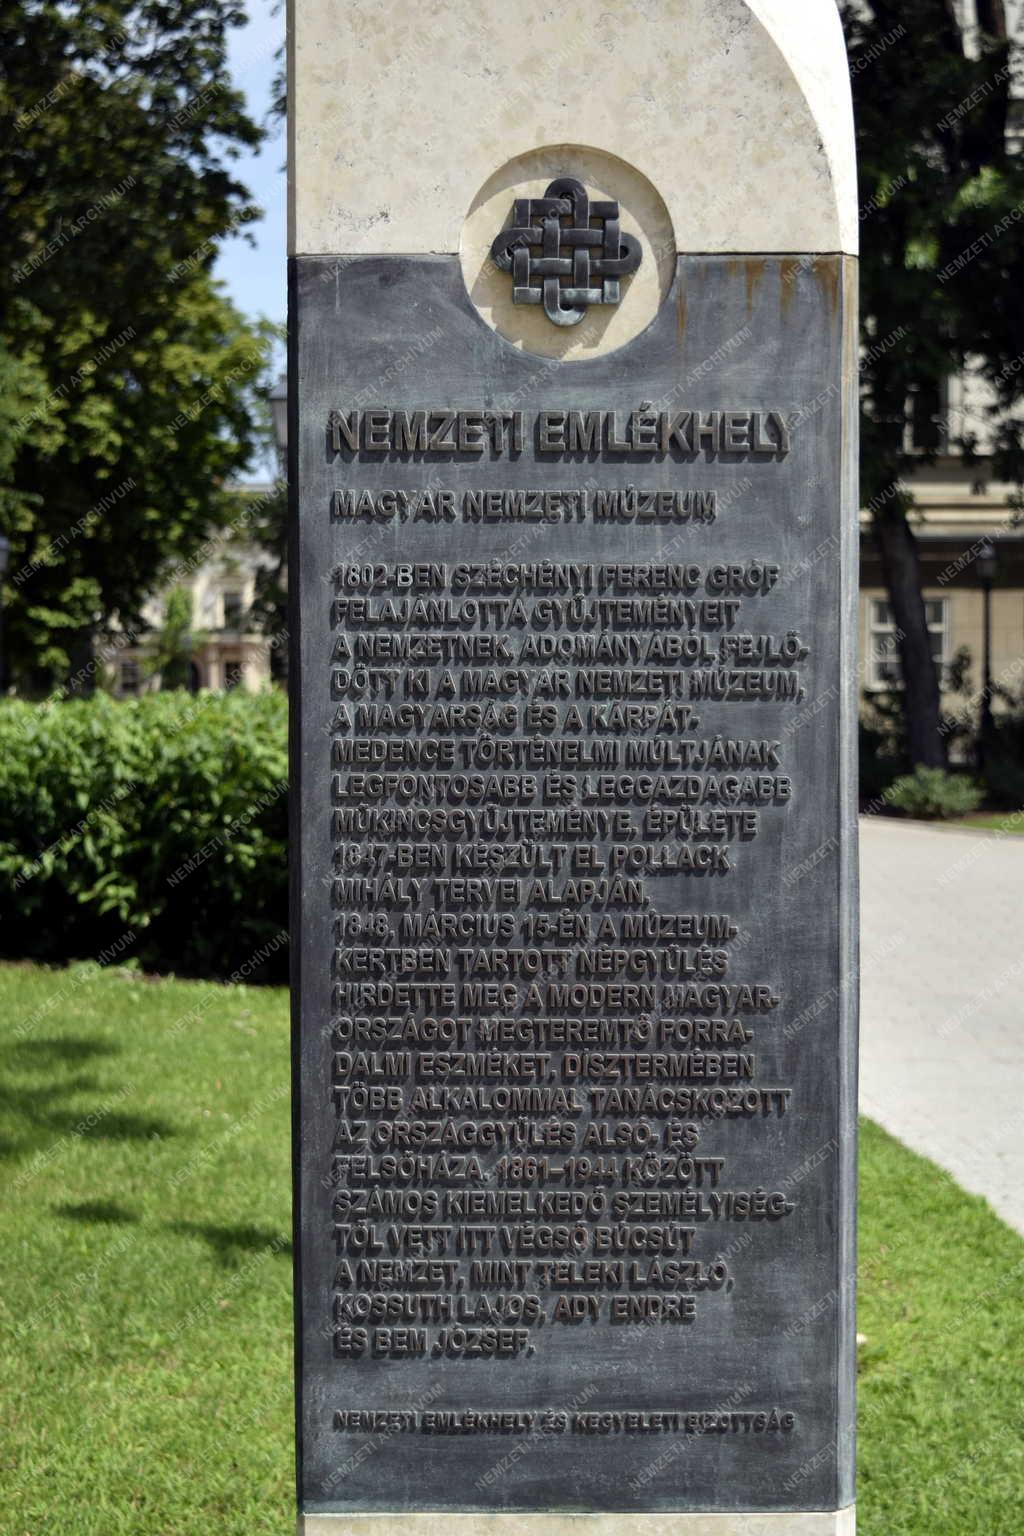 NEMZETI EMLÉKHELY
MAGYAR NEMZETI MÚZEUM
1802-BEN SZÉCHÉNYI FERENC GRÓF
FELAJÁNLOTTA GYŰJTEMÉNYEIT
A NEMZETNEK. ADOMÁNYÁBÓL FEJLŐ-
DÖTT KI A MAGYAR NEMZETI MÚZEUM,
A MAGYARSÁG ÉS A KÁRPÁT-
MEDENCE TÖRTÉNELMI MÚLTJÁNAK
LEGFONTOSABB ÉS LEGGAZDAGABB
MŰKINCSGYŰJTEMÉNYE. ÉPÜLETE
1847-BEN KÉSZÜLT EL POLLACK
MIHÁLY TERVEI ALAPJÁN.
1848. MÁRCIUS 15-ÉN A MÚZEUM-
KERTBEN TARTOTT NÉPGYŰLÉS
HIRDETTE MEG A MODERN MAGYAR-
ORSZÁGOT MEGTEREMTŐ FORRA-
DALMI ESZMÉKET. DÍSZTERMÉBEN
TÖBB ALKALOMMAL TANÁCSKOZOTT
AZ ORSZÁGGYŰLÉS ALSÓ- ÉS
FELSŐHÁZA. 1861–1944 KÖZÖTT
SZÁMOS KIEMELKEDŐ SZEMÉLYISÉG-
TŐL VETT ITT VÉGSŐ BÚCSÚT
A NEMZET, MINT TELEKI LÁSZLÓ,
KOSSUTH LAJOS, ADY ENDRE
ÉS BEM JÓZSEF.
NEMZETI EMLÉKHELY ÉS KEGYELETI BIZOTTSÁG
NEMZETI ARCHÍVUM